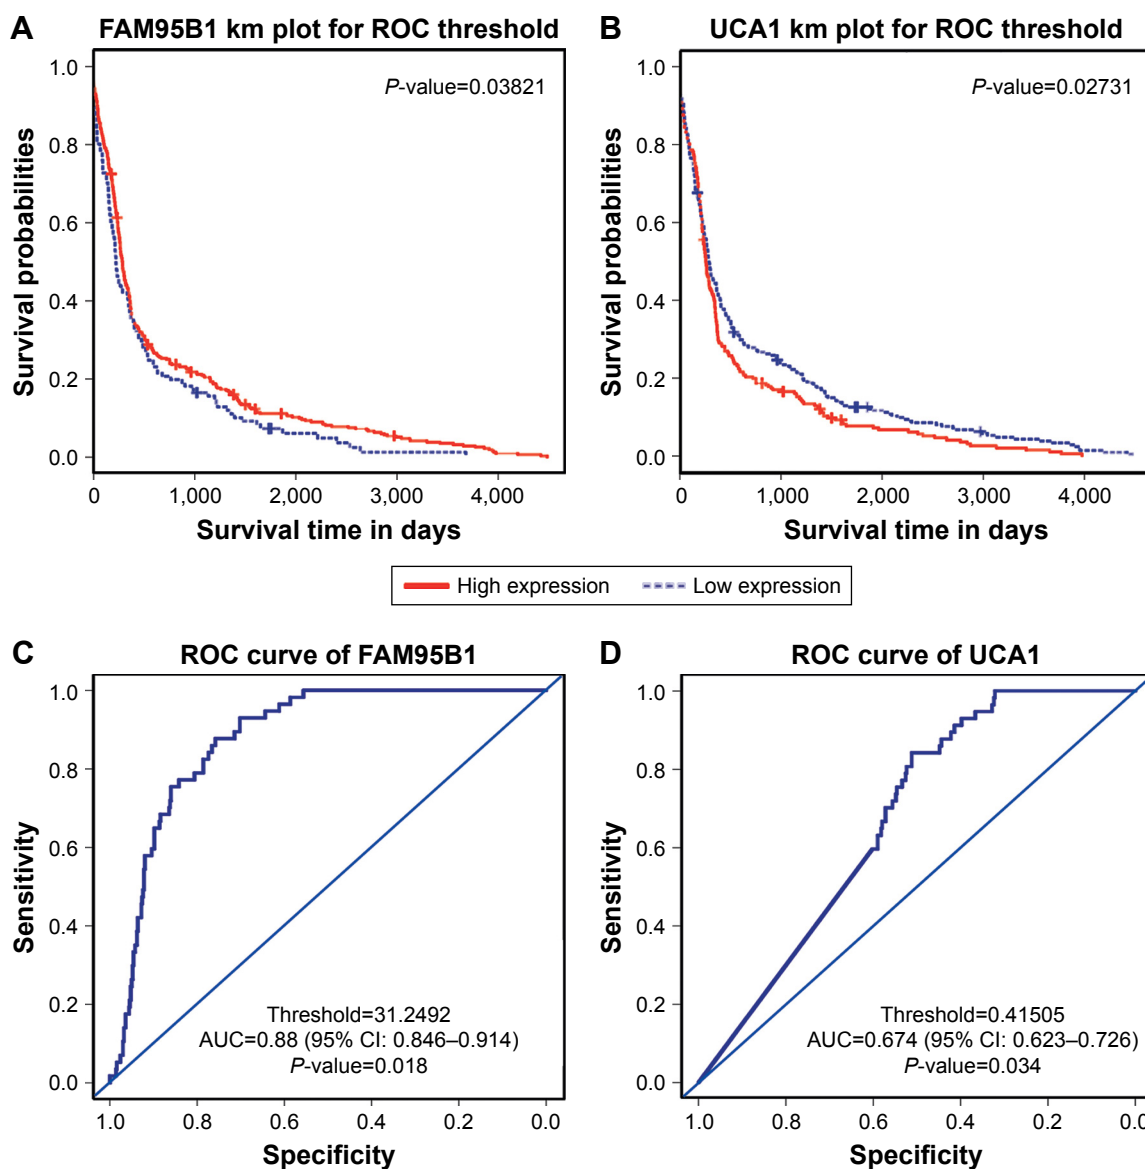 A
FAM95B1 km plot for ROC threshold
P-value=0.03821
Survival probabilities
1.0
0.8
0.6
0.4
0.2
0.0
0
1,000
2,000
3,000
4,000
Survival time in days
B
UCA1 km plot for ROC threshold
P-value=0.02731
Survival probabilities
1.0
0.8
0.6
0.4
0.2
0.0
0
1,000
2,000
3,000
4,000
Survival time in days
High expression
Low expression
C
ROC curve of FAM95B1
Sensitivity
1.0
0.8
0.6
0.4
0.2
0.0
Threshold=31.2492
AUC=0.88 (95% CI: 0.846–0.914)
P-value=0.018
1.0
0.8
0.6
0.4
0.2
0.0
Specificity
D
ROC curve of UCA1
Sensitivity
1.0
0.8
0.6
0.4
0.2
0.0
Threshold=0.41505
AUC=0.674 (95% CI: 0.623–0.726)
P-value=0.034
1.0
0.8
0.6
0.4
0.2
0.0
Specificity